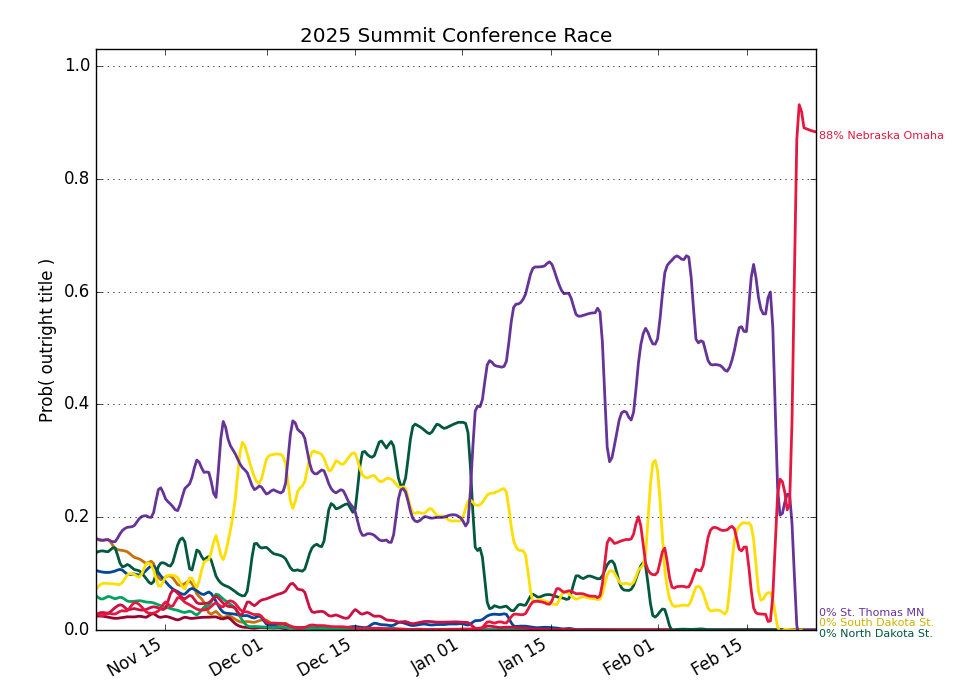 2025 Summit Conference Race
Prob( outright title )
1.0
0.8
0.6
0.4
0.2
0.0
Nov 15
Dec 01
Dec 15
Jan 01
Jan 15
Feb 01
Feb 15
88% Nebraska Omaha
0% St. Thomas MN
0% South Dakota St.
0% North Dakota St.